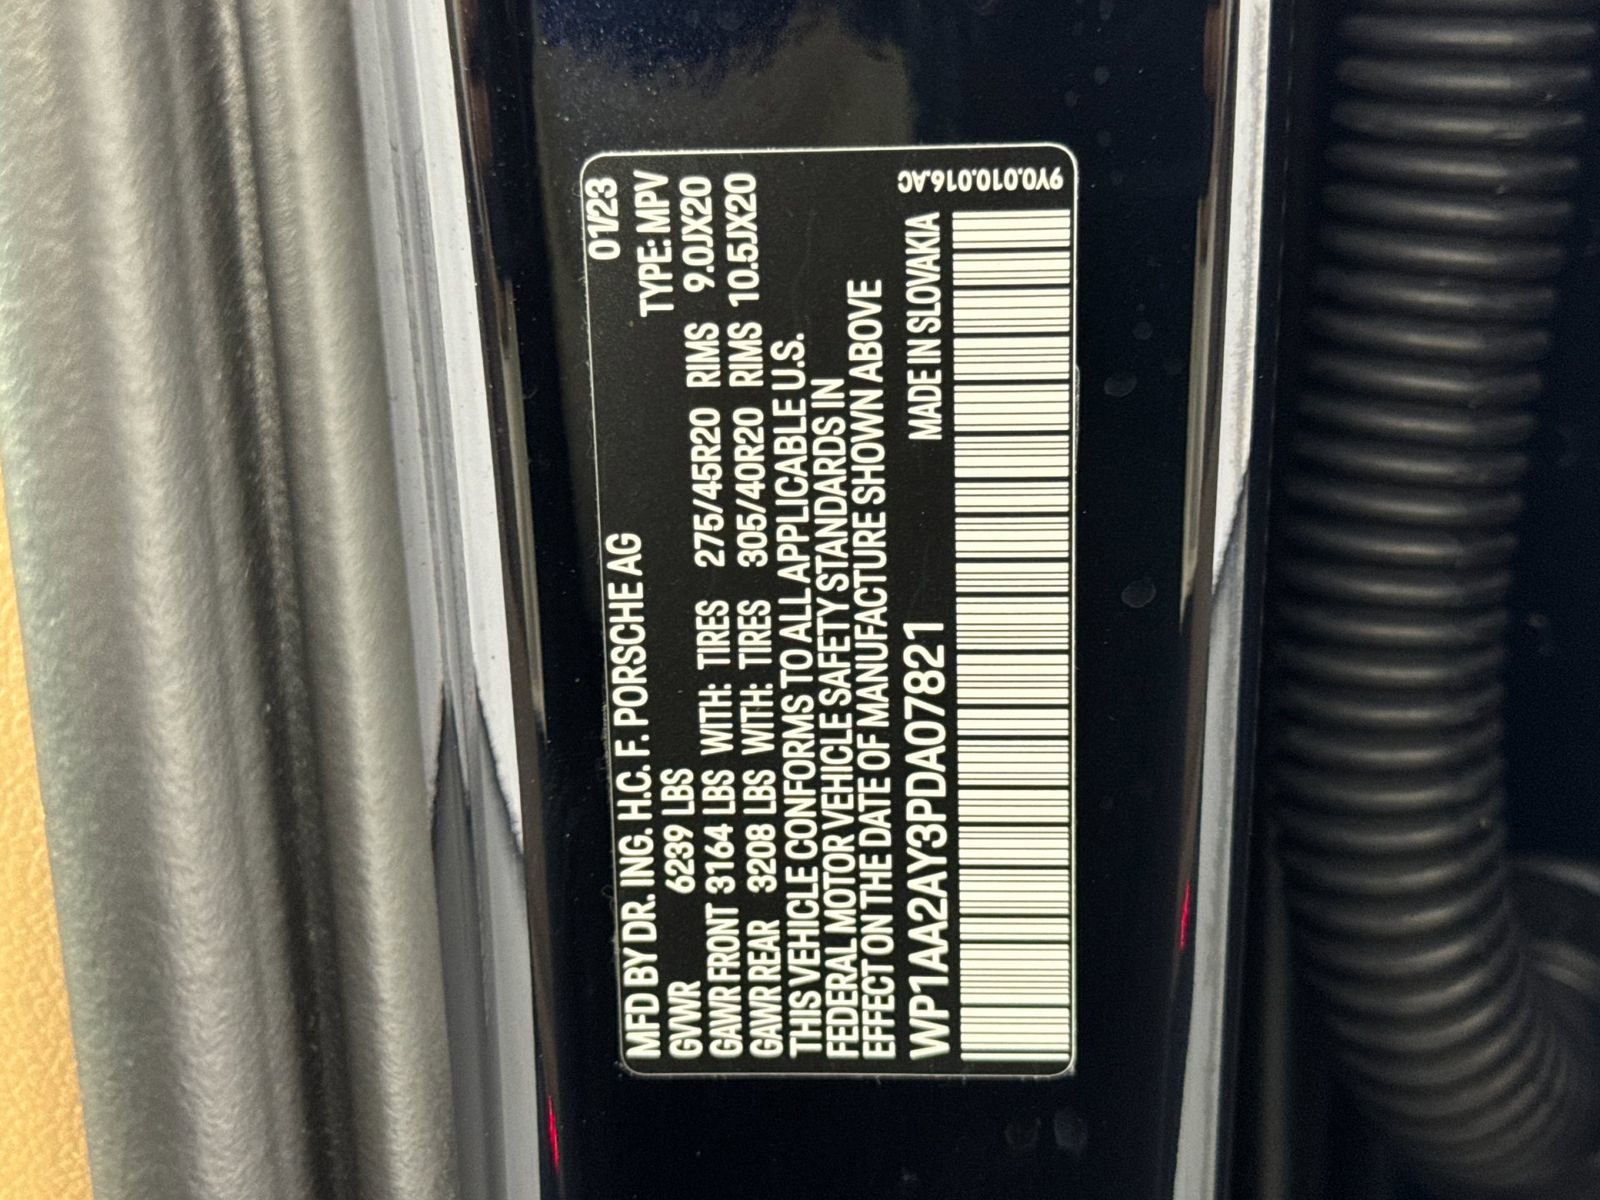 01/23
MFD BY DR. ING. H.C. F. PORSCHE AG
GVWR 6239 LBS TYPE: MPV
GAWR FRONT 3164 LBS WITH: TIRES 275/45R20 RIMS 9.0JX20
GAWR REAR 3208 LBS WITH: TIRES 305/40R20 RIMS 10.5JX20
THIS VEHICLE CONFORMS TO ALL APPLICABLE U.S.
FEDERAL MOTOR VEHICLE SAFETY STANDARDS IN
EFFECT ON THE DATE OF MANUFACTURE SHOWN ABOVE
WP1AA2AY3PDA07821 MADE IN SLOVAKIA
9Y0.010.016.AC